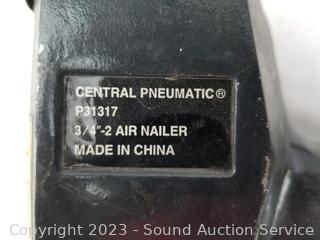 CENTRAL PNEUMATIC®
P31317
3/4"-2 AIR NAILER
MADE IN CHINA
Copyright 2023 - Sound Auction Service